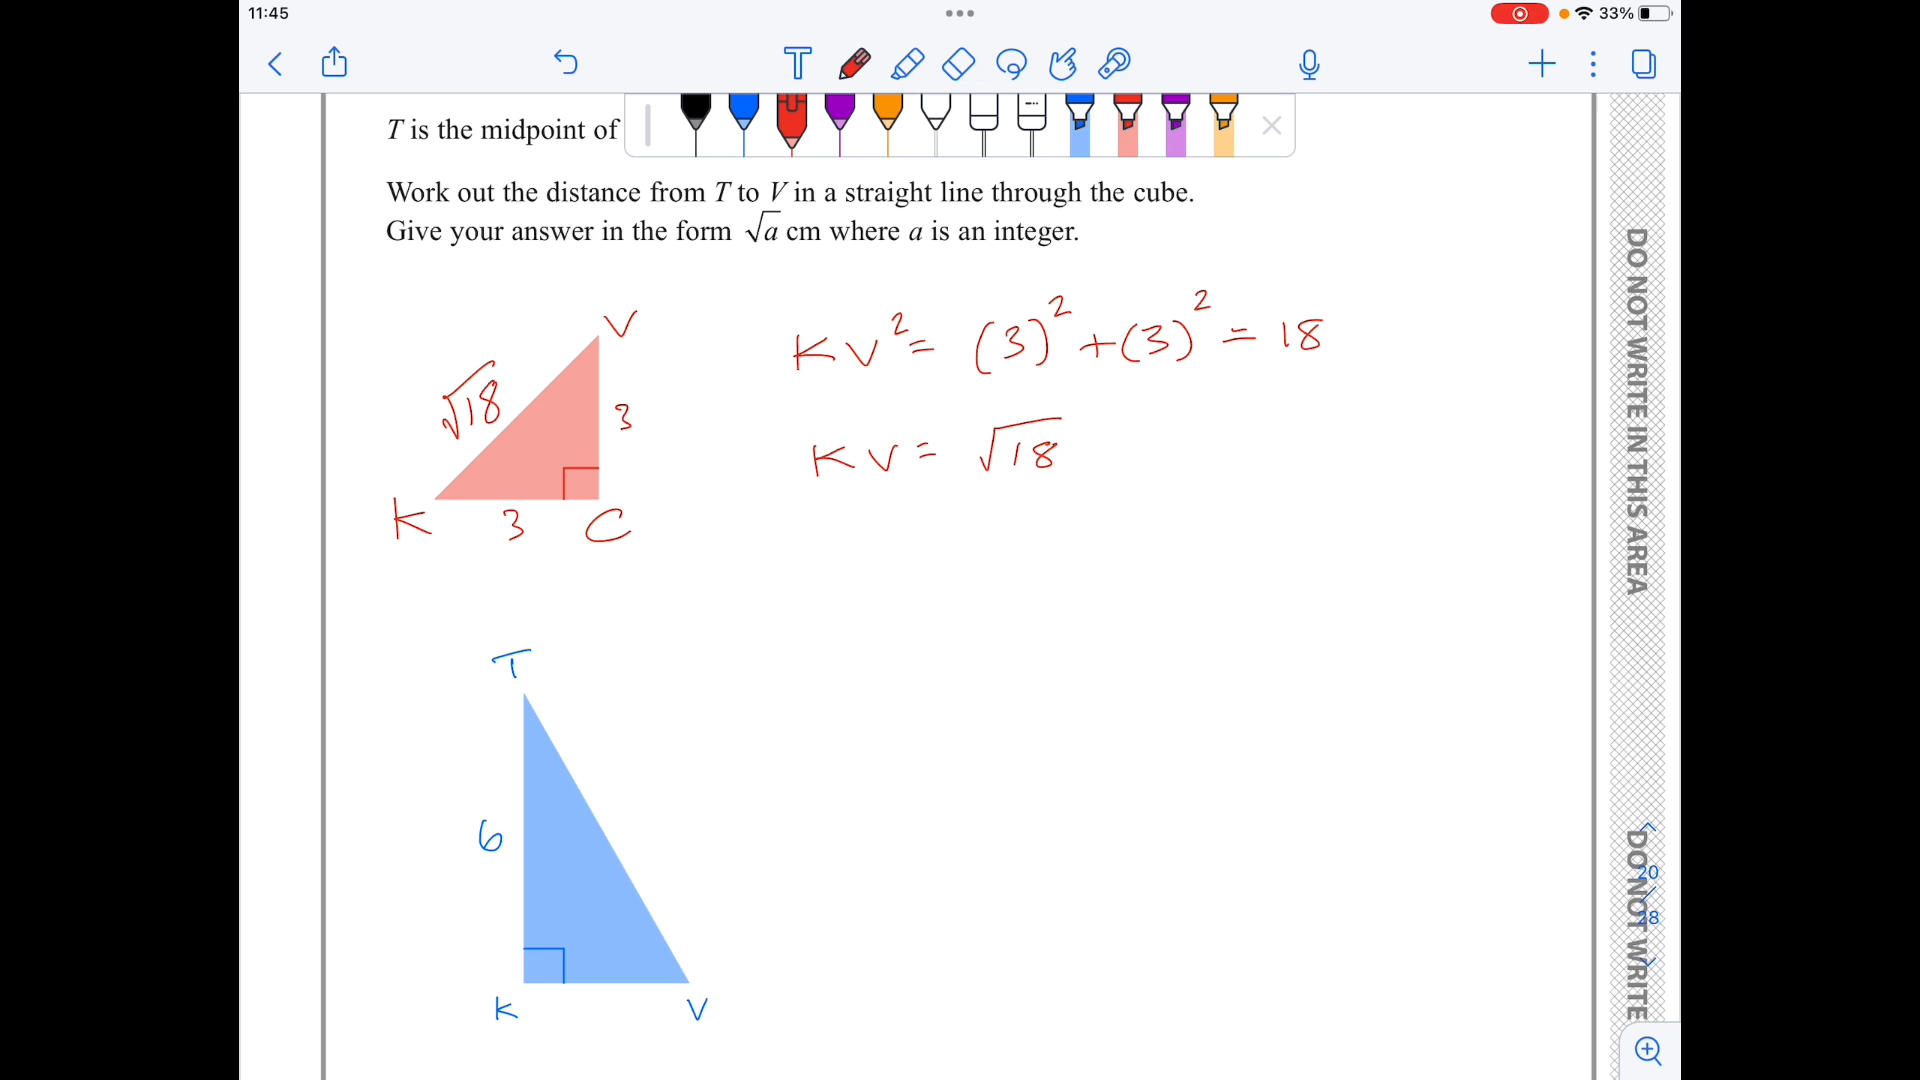 11:45
33%
T is the midpoint of
Work out the distance from T to V in a straight line through the cube.
Give your answer in the form √a cm where a is an integer.
V
√18
3
K 3 C
KV² = (3)² + (3)² = 18
KV = √18
T
6
K V
DO NOT WRITE IN THIS AREA
DO NOT WRITE
20
28